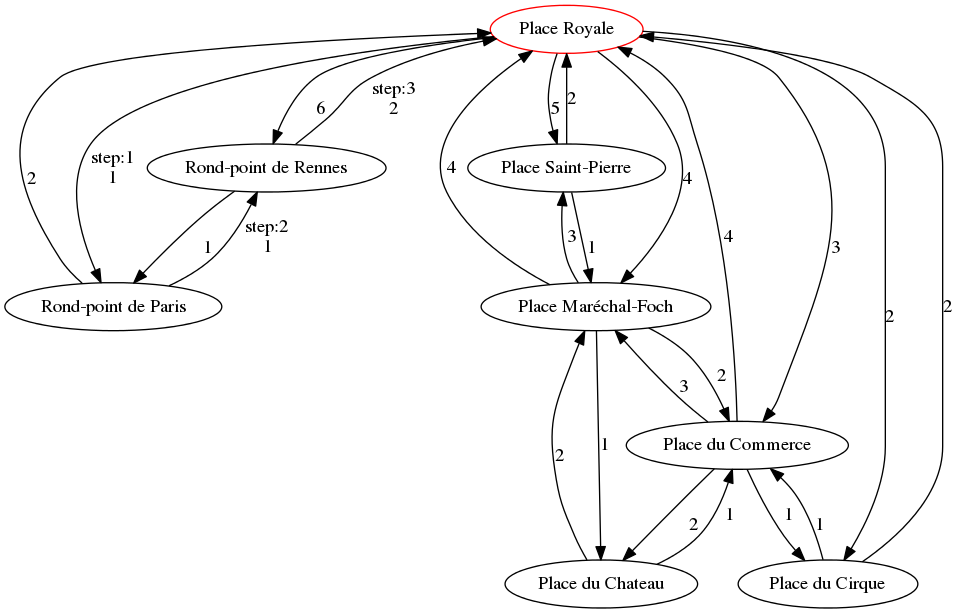 Place Royale
step:3
6
2
5
2
step:1
1
Rond-point de Rennes
Place Saint-Pierre
2
4
4
step:2
1
1
3
1
4
3
Rond-point de Paris
Place Maréchal-Foch
2
2
3
2
Place du Commerce
2
1
2
1
1
1
Place du Chateau
Place du Cirque